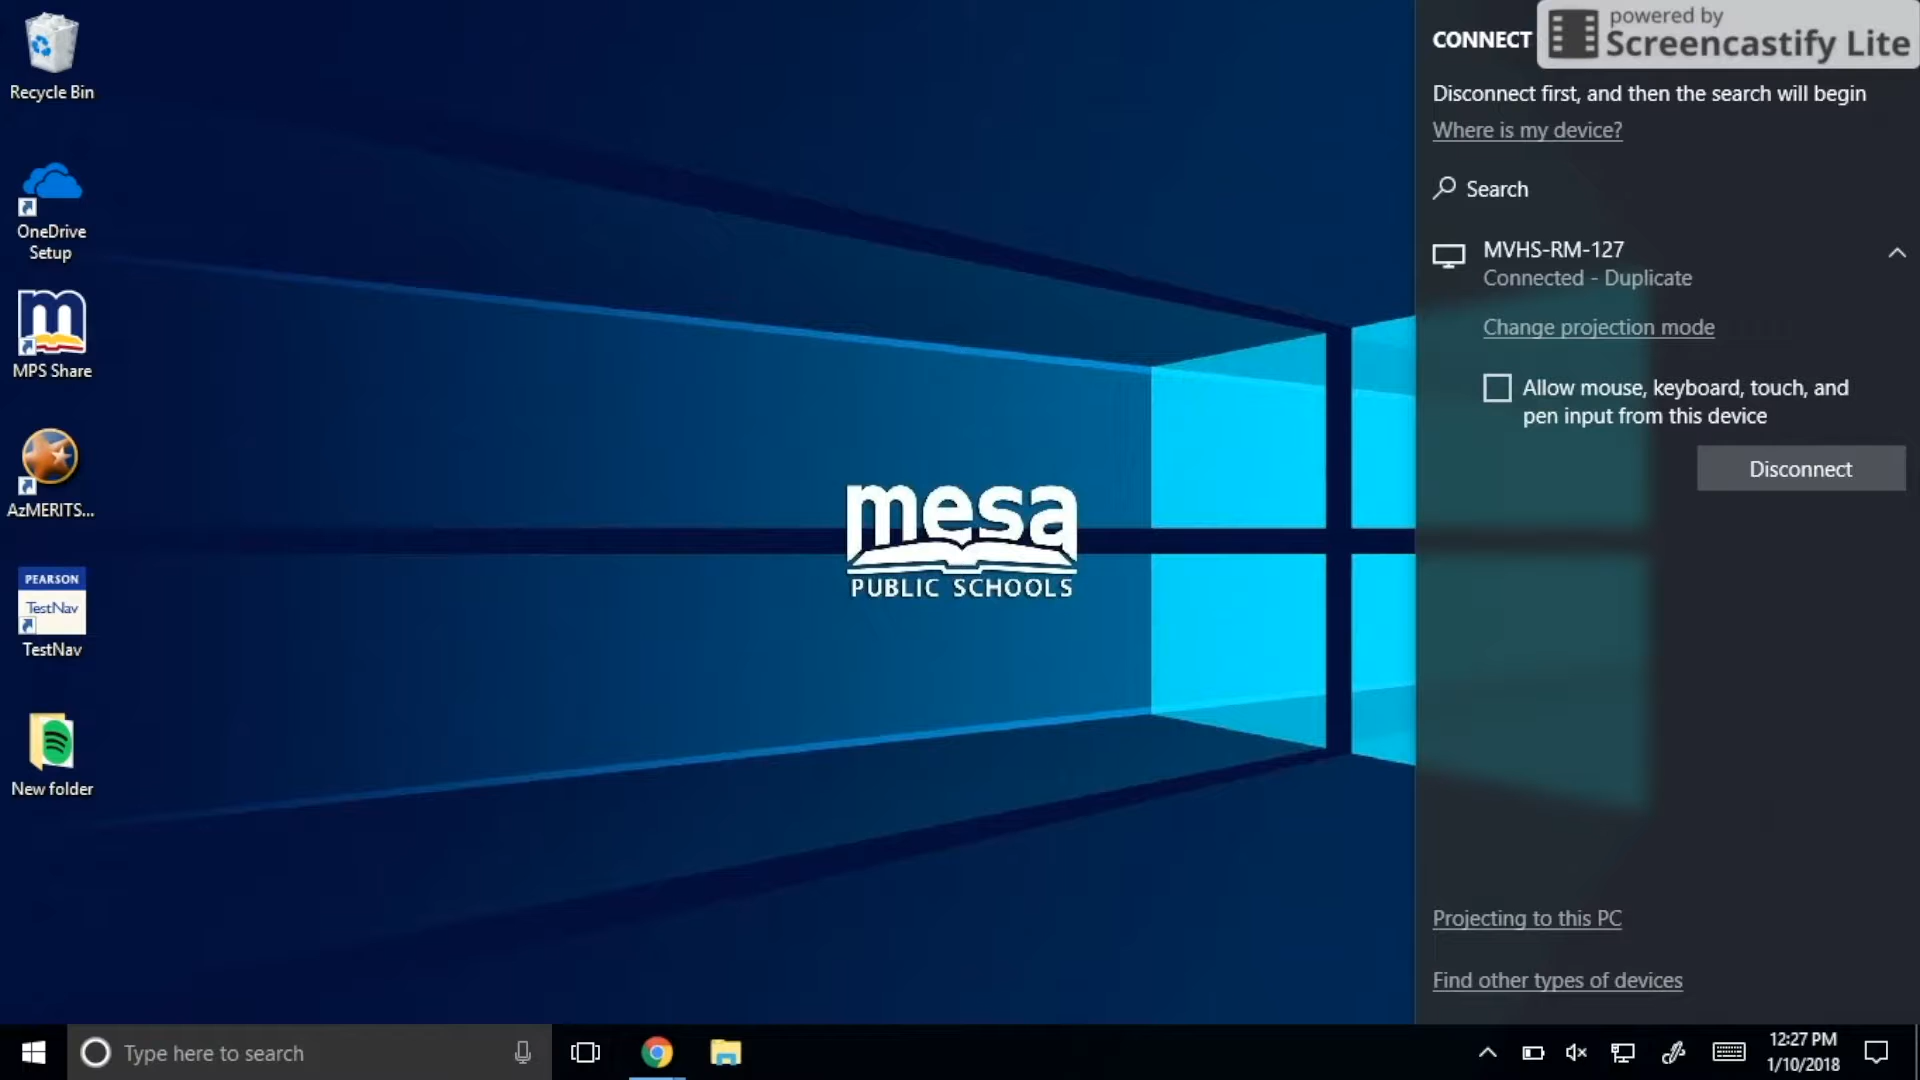 Recycle Bin
OneDrive
Setup
m
MPS Share
AzMERITS...
PEARSON
TestNav
TestNav
New folder
mesa
PUBLIC SCHOOLS
CONNECT
powered by
Screencastify Lite
Disconnect first, and then the search will begin
Where is my device?
Search
MVHS-RM-127
Connected - Duplicate
Change projection mode
Allow mouse, keyboard, touch, and
pen input from this device
Disconnect
Projecting to this PC
Find other types of devices
Type here to search
12:27 PM
1/10/2018